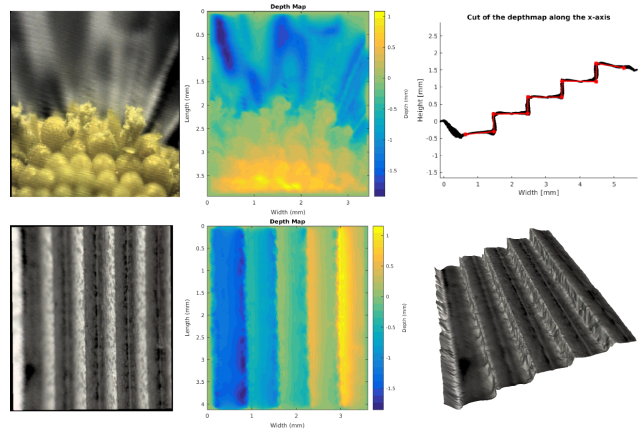 Depth Map
0
0.5
1
1.5
2
2.5
3
3.5
Length (mm)
0 1 2 3
Width (mm)
1
0.5
0
-0.5
-1
-1.5
Depth (mm)
Cut of the depthmap along the x-axis
2.5
2
1.5
1
0.5
0
-0.5
-1
-1.5
Height [mm]
0 1 2 3 4 5
Width [mm]
Depth Map
0
0.5
1
1.5
2
2.5
3
3.5
4
Length (mm)
0 1 2 3
Width (mm)
1
0.5
0
-0.5
-1
-1.5
Depth (mm)